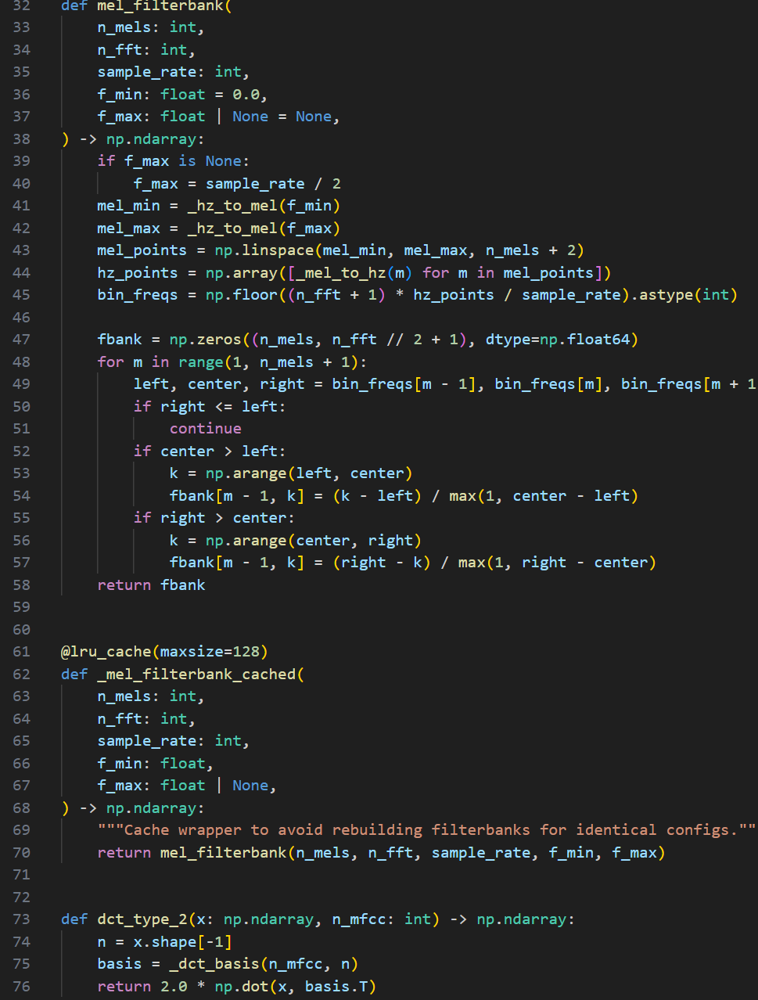 32 def mel_filterbank(
33     n_mels: int,
34     n_fft: int,
35     sample_rate: int,
36     f_min: float = 0.0,
37     f_max: float | None = None,
38 ) -> np.ndarray:
39     if f_max is None:
40         f_max = sample_rate / 2
41     mel_min = _hz_to_mel(f_min)
42     mel_max = _hz_to_mel(f_max)
43     mel_points = np.linspace(mel_min, mel_max, n_mels + 2)
44     hz_points = np.array([_mel_to_hz(m) for m in mel_points])
45     bin_freqs = np.floor((n_fft + 1) * hz_points / sample_rate).astype(int)
46
47     fbank = np.zeros((n_mels, n_fft // 2 + 1), dtype=np.float64)
48     for m in range(1, n_mels + 1):
49         left, center, right = bin_freqs[m - 1], bin_freqs[m], bin_freqs[m + 1
50         if right <= left:
51             continue
52         if center > left:
53             k = np.arange(left, center)
54             fbank[m - 1, k] = (k - left) / max(1, center - left)
55         if right > center:
56             k = np.arange(center, right)
57             fbank[m - 1, k] = (right - k) / max(1, right - center)
58     return fbank
59
60
61 @lru_cache(maxsize=128)
62 def _mel_filterbank_cached(
63     n_mels: int,
64     n_fft: int,
65     sample_rate: int,
66     f_min: float,
67     f_max: float | None,
68 ) -> np.ndarray:
69     """Cache wrapper to avoid rebuilding filterbanks for identical configs.""
70     return mel_filterbank(n_mels, n_fft, sample_rate, f_min, f_max)
71
72
73 def dct_type_2(x: np.ndarray, n_mfcc: int) -> np.ndarray:
74     n = x.shape[-1]
75     basis = _dct_basis(n_mfcc, n)
76     return 2.0 * np.dot(x, basis.T)